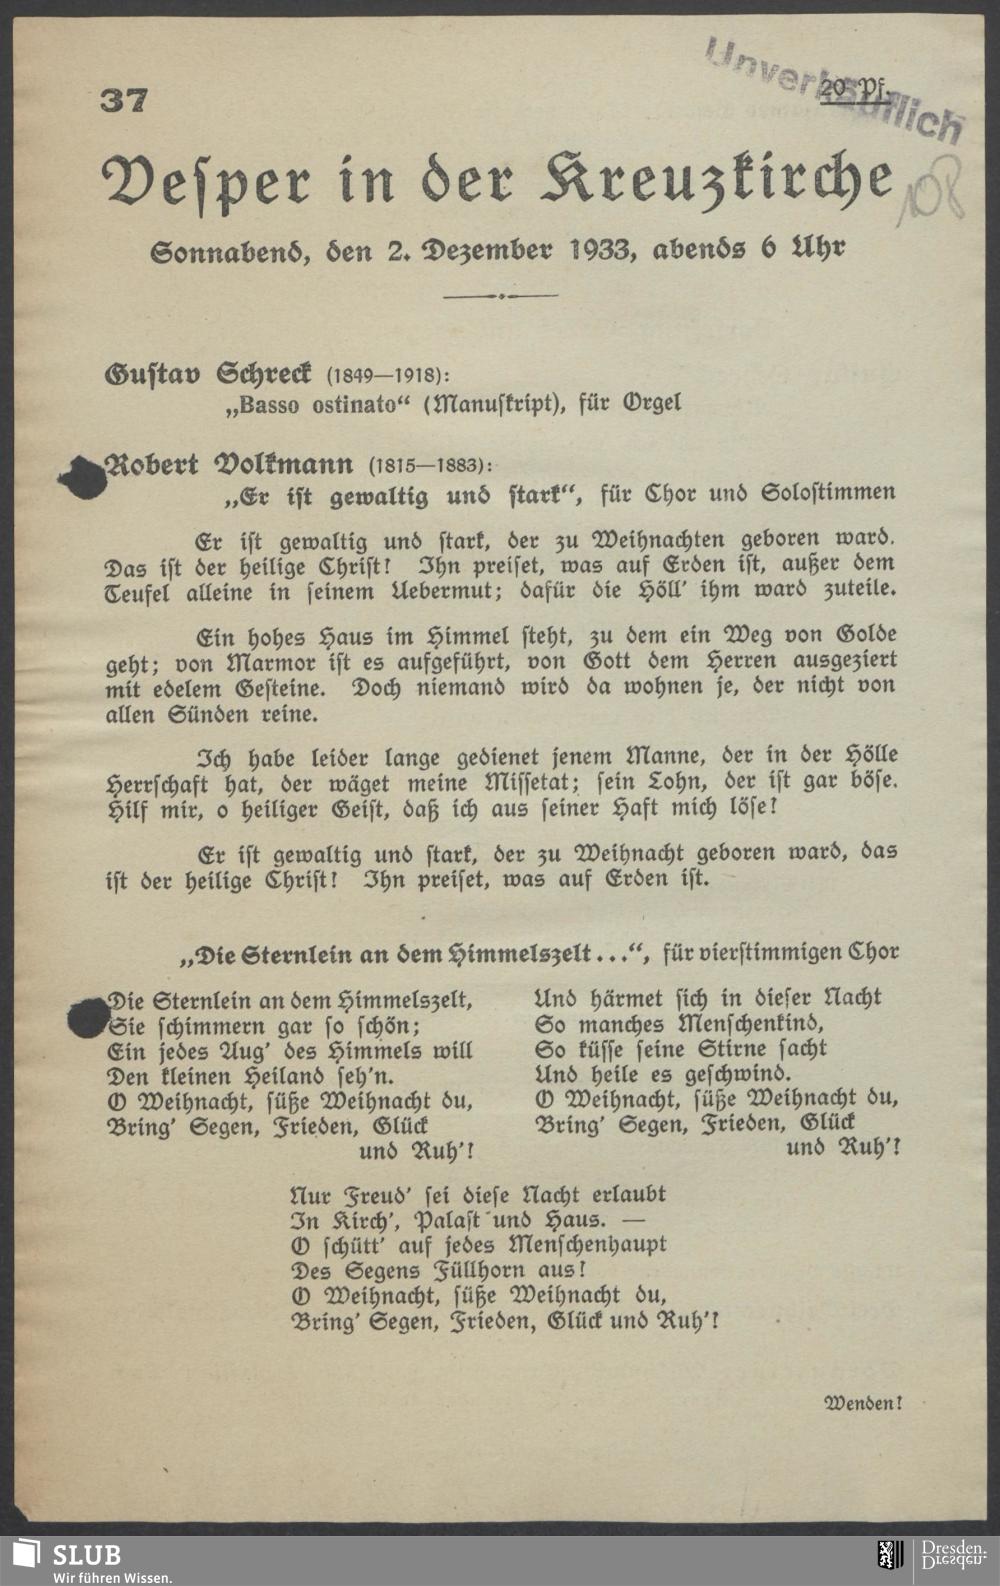 Unverkäuflich
20 Pf.
37
108
Vesper in der Kreuzkirche
Sonnabend, den 2. Dezember 1933, abends 6 Uhr
Gustav Schreck (1849—1918):
„Basso ostinato“ (Manuskript), für Orgel
Robert Volkmann (1815—1883):
„Er ist gewaltig und stark“, für Chor und Solostimmen
Er ist gewaltig und stark, der zu Weihnachten geboren ward.
Das ist der heilige Christ! Ihn preiset, was auf Erden ist, außer dem
Teufel alleine in seinem Uebermut; dafür die Höll’ ihm ward zuteile.
Ein hohes Haus im Himmel steht, zu dem ein Weg von Golde
geht; von Marmor ist es aufgeführt, von Gott dem Herren ausgeziert
mit edelem Gesteine. Doch niemand wird da wohnen je, der nicht von
allen Sünden reine.
Ich habe leider lange gedienet jenem Manne, der in der Hölle
Herrschaft hat, der wäget meine Missetat; sein Lohn, der ist gar böse.
Hilf mir, o heiliger Geist, daß ich aus seiner Haft mich löse!
Er ist gewaltig und stark, der zu Weihnacht geboren ward, das
ist der heilige Christ! Ihn preiset, was auf Erden ist.
„Die Sternlein an dem Himmelszelt...“, für vierstimmigen Chor
Die Sternlein an dem Himmelszelt,
Sie schimmern gar so schön;
Ein jedes Aug’ des Himmels will
Den kleinen Heiland seh’n.
O Weihnacht, süße Weihnacht du,
Bring’ Segen, Frieden, Glück
und Ruh’!
Und härmet sich in dieser Nacht
So manches Menschenkind,
So küsse seine Stirne sacht
Und heile es geschwind.
O Weihnacht, süße Weihnacht du,
Bring’ Segen, Frieden, Glück
und Ruh’!
Nur Freud’ sei diese Nacht erlaubt
In Kirch’, Palast und Haus. —
O schütt’ auf jedes Menschenhaupt
Des Segens Füllhorn aus!
O Weihnacht, süße Weihnacht du,
Bring’ Segen, Frieden, Glück und Ruh’!
Wenden!
SLUB
Wir führen Wissen.
Dresden.
Dresden.